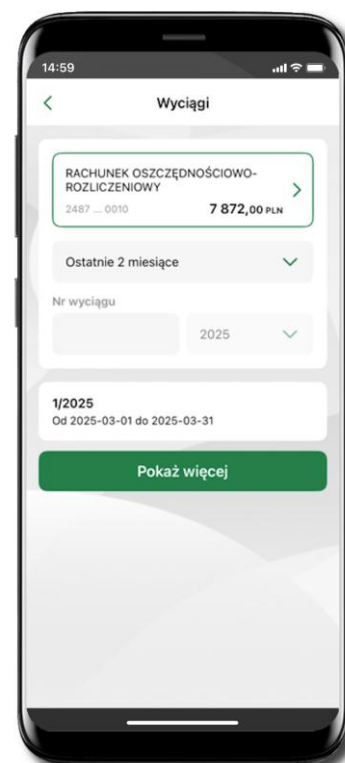 14:59
Wyciągi
RACHUNEK OSZCZĘDNOŚCIOWO-
ROZLICZENIOWY
2487 ... 0010 7 872,00 PLN
Ostatnie 2 miesiące
Nr wyciągu
2025
1/2025
Od 2025-03-01 do 2025-03-31
Pokaż więcej